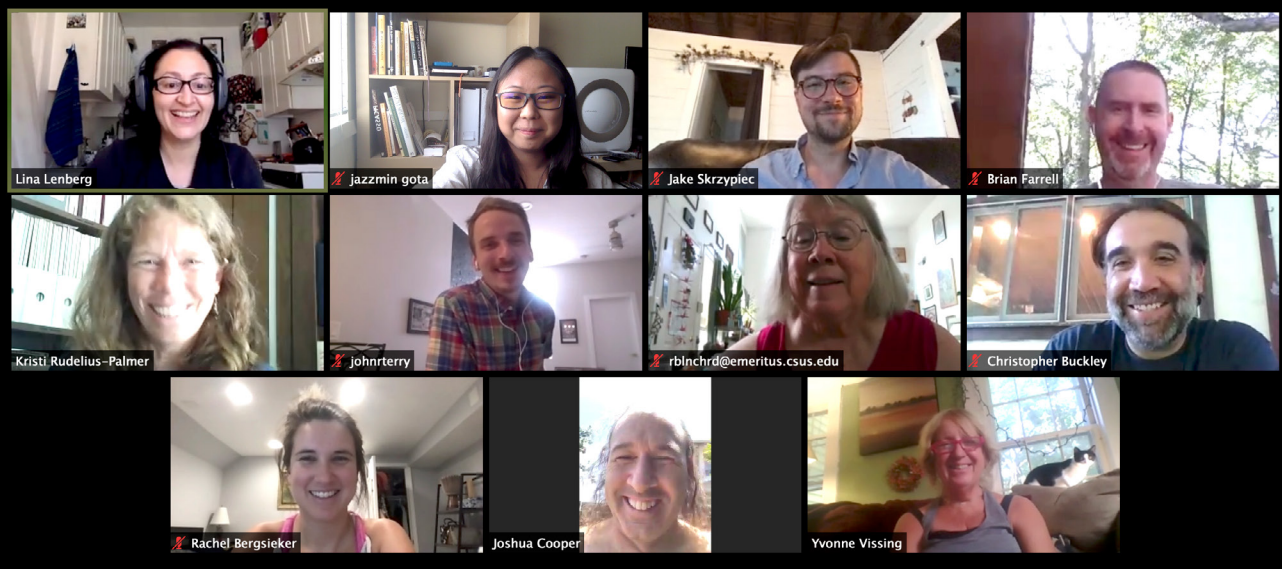 Lina Lenberg
jazzmin gota
Jake Skrzypiec
Brian Farrell
Kristi Rudelius-Palmer
johnrterry
rblnchrd@emeritus.csus.edu
Christopher Buckley
Rachel Bergsieker
Joshua Cooper
Yvonne Vissing